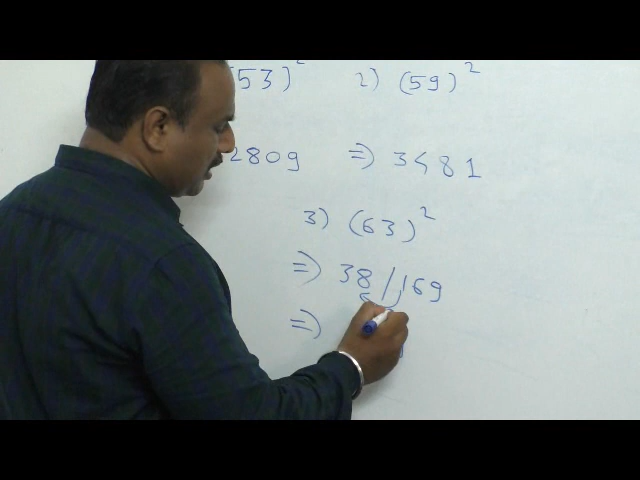 (53)² 2) (59)²
2809 => 3481
3) (63)²
=> 38/169
=>